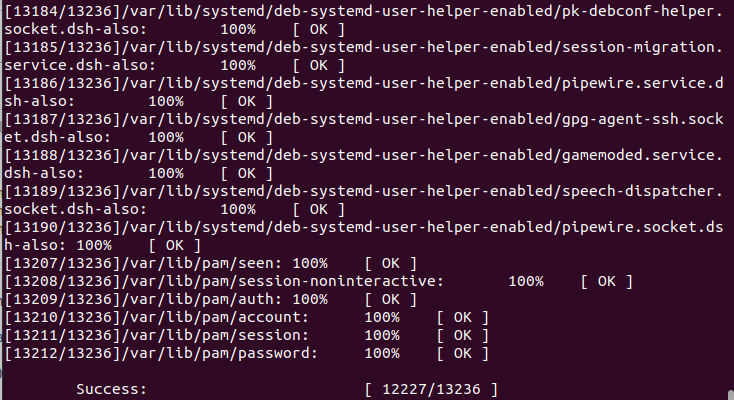 [13184/13236]/var/lib/systemd/deb-systemd-user-helper-enabled/pk-debconf-helper.
socket.dsh-also:        100%    [ OK ]
[13185/13236]/var/lib/systemd/deb-systemd-user-helper-enabled/session-migration.
service.dsh-also:       100%    [ OK ]
[13186/13236]/var/lib/systemd/deb-systemd-user-helper-enabled/pipewire.service.d
sh-also:        100%    [ OK ]
[13187/13236]/var/lib/systemd/deb-systemd-user-helper-enabled/gpg-agent-ssh.sock
et.dsh-also:    100%    [ OK ]
[13188/13236]/var/lib/systemd/deb-systemd-user-helper-enabled/gamemoded.service.
dsh-also:       100%    [ OK ]
[13189/13236]/var/lib/systemd/deb-systemd-user-helper-enabled/speech-dispatcher.
socket.dsh-also:        100%    [ OK ]
[13190/13236]/var/lib/systemd/deb-systemd-user-helper-enabled/pipewire.socket.ds
h-also: 100%    [ OK ]
[13207/13236]/var/lib/pam/seen: 100%    [ OK ]
[13208/13236]/var/lib/pam/session-noninteractive:       100%    [ OK ]
[13209/13236]/var/lib/pam/auth: 100%    [ OK ]
[13210/13236]/var/lib/pam/account:      100%    [ OK ]
[13211/13236]/var/lib/pam/session:      100%    [ OK ]
[13212/13236]/var/lib/pam/password:     100%    [ OK ]
        Success:                        [ 12227/13236 ]